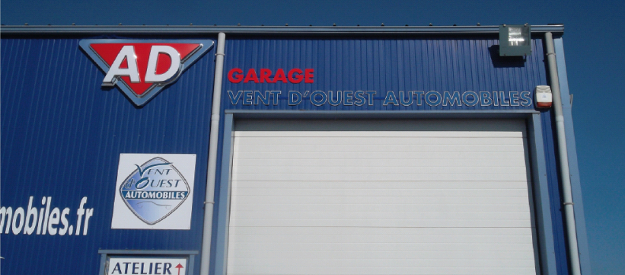 AD
GARAGE
VENT D'OUEST AUTOMOBILES
VENT
D'OUEST
AUTOMOBILES
mobiles.fr
ATELIER